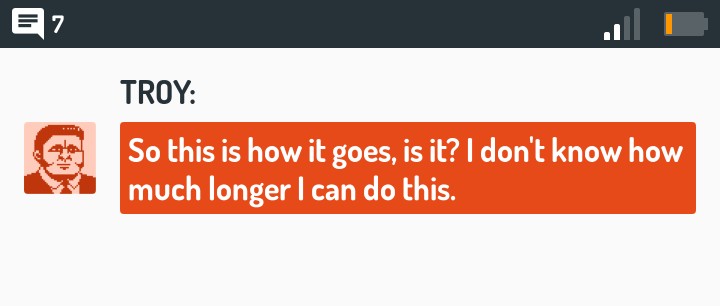 7
TROY:
So this is how it goes, is it? I don't know how
much longer I can do this.